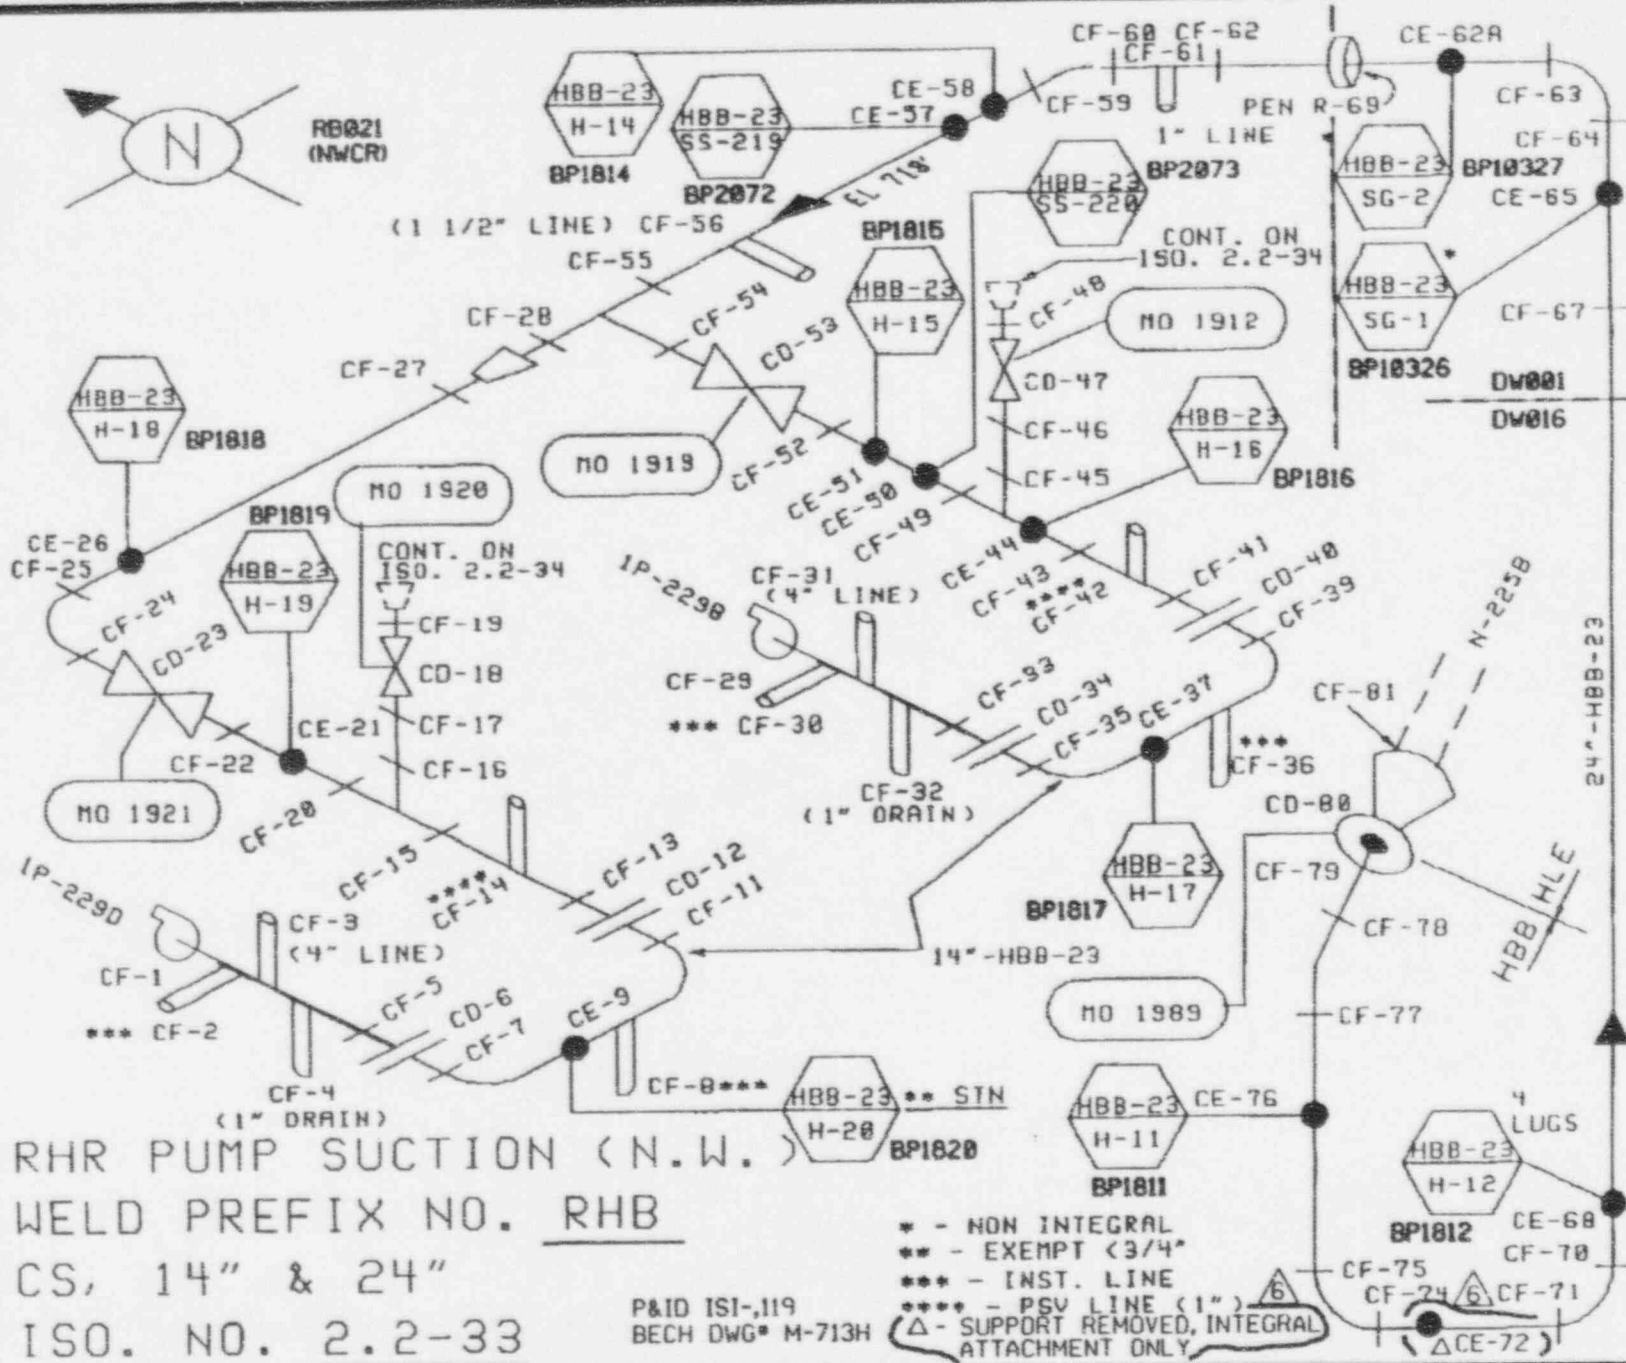 CF-60 CF-62
CE-62A
CF-61
HBB-23
H-14
BP1814
CE-58
CE-57
CF-59
PEN R-69
1" LINE
CF-63
CF-64
N
RB021
(NWCR)
HBB-23
SS-219
BP2072
EL 718'
HBB-23
SS-220
BP2073
*
HBB-23
SG-2
BP10327
CE-65
(1 1/2" LINE) CF-56
BP1815
CONT. ON
ISO. 2.2-34
*
HBB-23
SG-1
BP10326
CF-67
CF-55
CF-54
HBB-23
H-15
CF-48
MO 1912
CF-28
CD-53
CF-27
CD-47
DW001
DW016
HBB-23
H-18
BP1818
HBB-23
H-16
BP1816
MO 1919
CF-52
CF-46
CF-45
MO 1920
CE-51
CE-50
CF-49
BP1819
HBB-23
H-19
CE-26
CF-25
CONT. ON
ISO. 2.2-34
1P-229B
CF-31
(4" LINE)
CE-44
CF-43
****
CF-42
CF-41
CD-40
CF-39
CF-24
CD-23
CF-19
CD-18
N-225B
24"-HBB-23
CF-29
*** CF-30
CF-33
CD-34
CF-35
CE-37
CF-81
CE-21
CF-17
CF-22
CF-16
***
CF-36
MO 1921
CF-20
CF-32
(1" DRAIN)
CD-80
CF-79
HBB-23
H-17
BP1817
CF-15
****
CF-14
CF-13
CD-12
CF-11
1P-229D
CF-3
(4" LINE)
CF-78
HBB HLE
14"-HBB-23
CF-1
*** CF-2
CF-5
CD-6
CF-7
CE-9
MO 1989
CF-77
CF-4
(1" DRAIN)
CF-8***
HBB-23
H-20
** STN
BP1820
HBB-23
H-11
CE-76
BP1811
4
LUGS
HBB-23
H-12
BP1812
CE-68
CF-70
RHR PUMP SUCTION (N.W.)
WELD PREFIX NO. RHB
CS, 14" & 24"
ISO. NO. 2.2-33
P&ID ISI-,119
BECH DWG# M-713H
* - NON INTEGRAL
** - EXEMPT <3/4"
*** - INST. LINE
**** - PSV LINE (1")
6
△- SUPPORT REMOVED, INTEGRAL
ATTACHMENT ONLY
CF-75
CF-74
6
CF-71
(△CE-72)